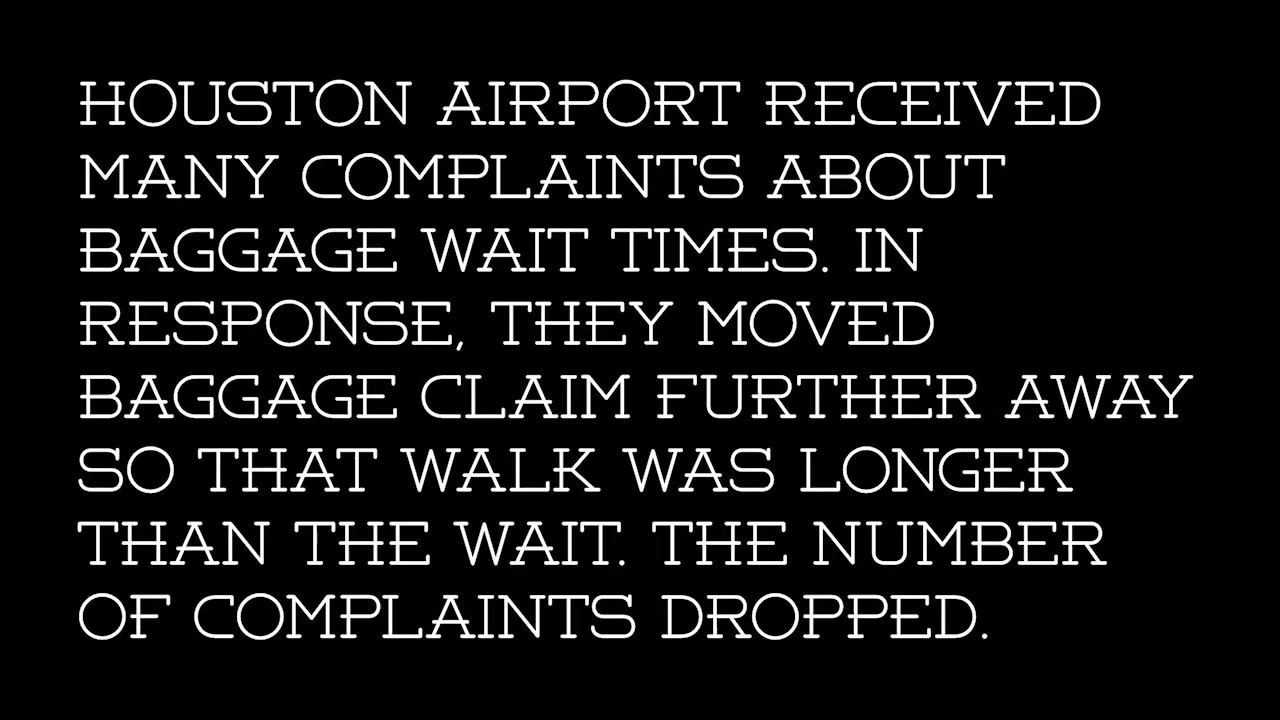 HOUSTON AIRPORT RECEIVED
MANY COMPLAINTS ABOUT
BAGGAGE WAIT TIMES. IN
RESPONSE, THEY MOVED
BAGGAGE CLAIM FURTHER AWAY
SO THAT WALK WAS LONGER
THAN THE WAIT. THE NUMBER
OF COMPLAINTS DROPPED.